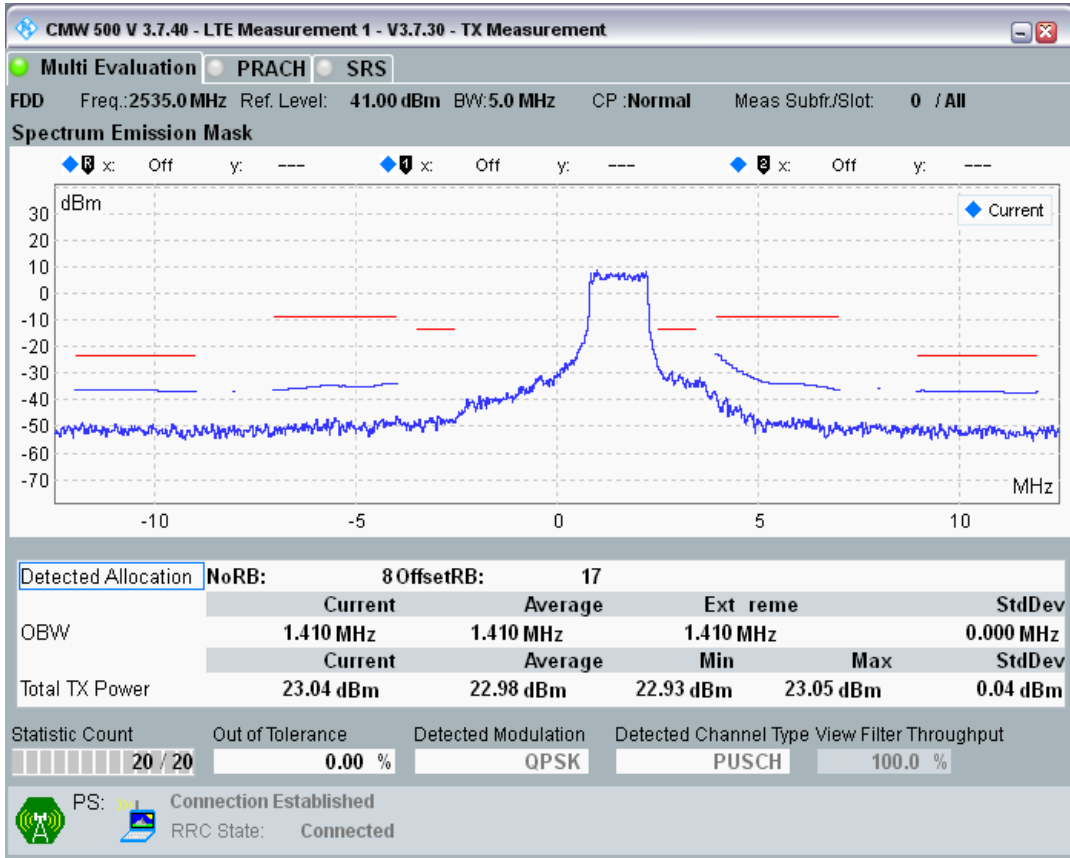 CMW 500 V 3.7.40 - LTE Measurement 1 - V3.7.30 - TX Measurement
Multi Evaluation PRACH SRS
FDD Freq.:2535.0 MHz Ref. Level: 41.00 dBm BW:5.0 MHz CP :Normal Meas Subfr./Slot: 0 / All
Spectrum Emission Mask
R x: Off y: --- 1 x: Off y: --- 2 x: Off y: ---
dBm
Current
30
20
10
0
-10
-20
-30
-40
-50
-60
-70
MHz
-10 -5 0 5 10
Detected Allocation NoRB: 8 OffsetRB: 17
Current Average Ext reme StdDev
OBW 1.410 MHz 1.410 MHz 1.410 MHz 0.000 MHz
Current Average Min Max StdDev
Total TX Power 23.04 dBm 22.98 dBm 22.93 dBm 23.05 dBm 0.04 dBm
Statistic Count Out of Tolerance Detected Modulation Detected Channel Type View Filter Throughput
20 / 20 0.00 % QPSK PUSCH 100.0 %
PS: Connection Established
RRC State: Connected